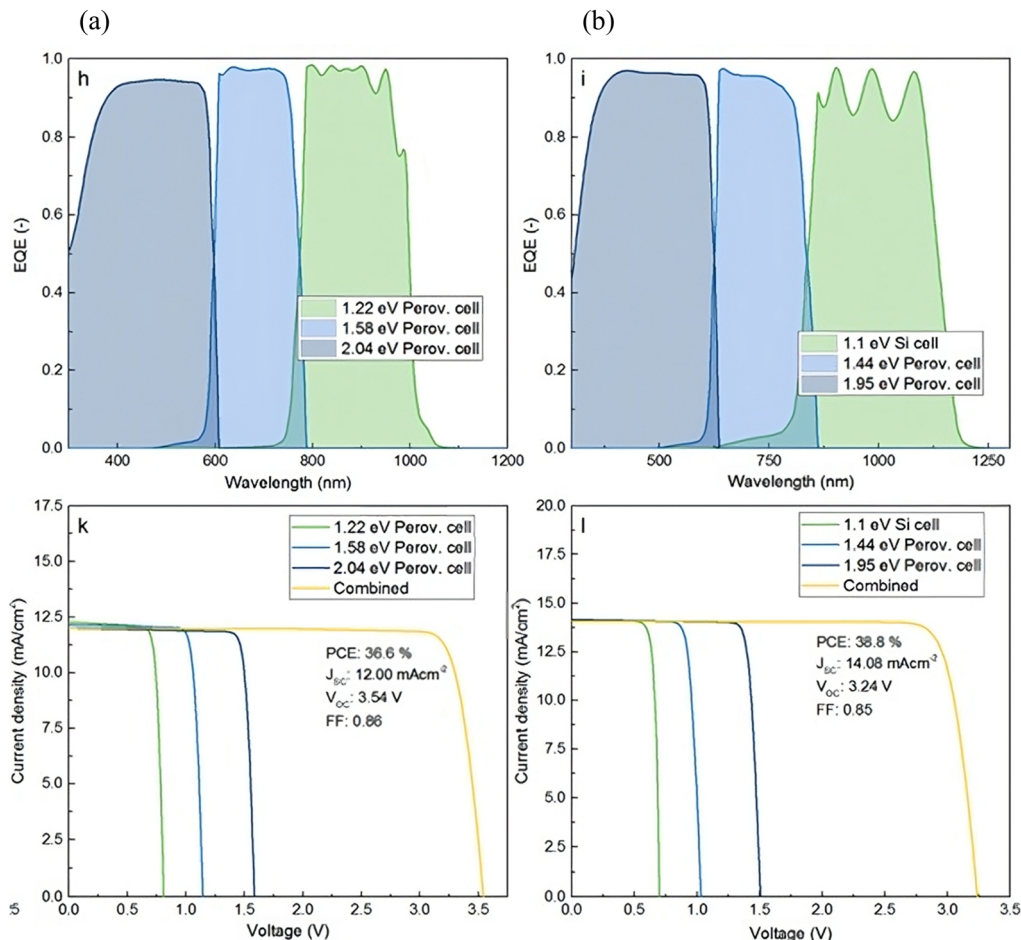 (a)
(b)
h
1.0
0.8
0.6
0.4
0.2
0.0
EQE (-)
1.22 eV Perov. cell
1.58 eV Perov. cell
2.04 eV Perov. cell
400
600
800
1000
1200
Wavelength (nm)
i
1.0
0.8
0.6
0.4
0.2
0.0
EQE (-)
1.1 eV Si cell
1.44 eV Perov. cell
1.95 eV Perov. cell
500
750
1000
1250
Wavelength (nm)
k
17.5
15.0
12.5
10.0
7.5
5.0
2.5
0.0
Current density (mA/cm²)
1.22 eV Perov. cell
1.58 eV Perov. cell
2.04 eV Perov. cell
Combined
PCE: 36.6 %
JSC: 12.00 mAcm-2
VOC: 3.54 V
FF: 0.86
0.0
0.5
1.0
1.5
2.0
2.5
3.0
3.5
Voltage (V)
l
20.0
17.5
15.0
12.5
10.0
7.5
5.0
2.5
0.0
Current density (mA/cm²)
1.1 eV Si cell
1.44 eV Perov. cell
1.95 eV Perov. cell
Combined
PCE: 38.8 %
JSC: 14.08 mAcm-2
VOC: 3.24 V
FF: 0.85
0.0
0.5
1.0
1.5
2.0
2.5
3.0
3.5
Voltage (V)